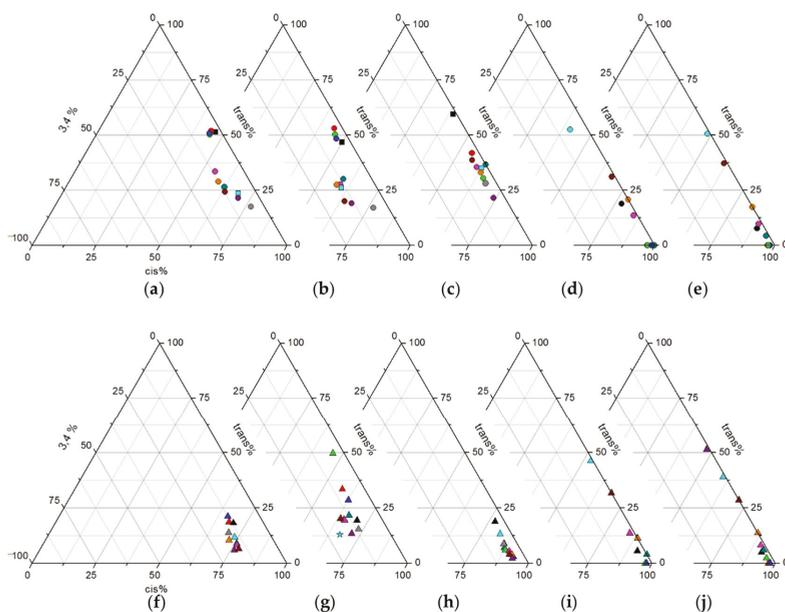 0 100 0 100 0 100 0 100 0 100
25 75 25 75 25 75 25 75 25 75
3.4 %
trans% trans% trans% trans% trans%
50 50 50 50 50 50
75 25 25 25 25 25
100 0 0 0 0 0
0 25 50 75 100 75 100 75 100 100 100
cis%
(a) (b) (c) (d) (e)
0 100 0 100 0 100 0 100 0 100
25 75 25 75 25 75 25 75 25 75
3.4 %
trans% trans% trans% trans% trans%
50 50 50 50 50 50
75 25 25 25 25 25
100 0 0 0 0 0
0 25 50 75 100 75 100 75 100 100 100
cis%
(f) (g) (h) (i) (j)